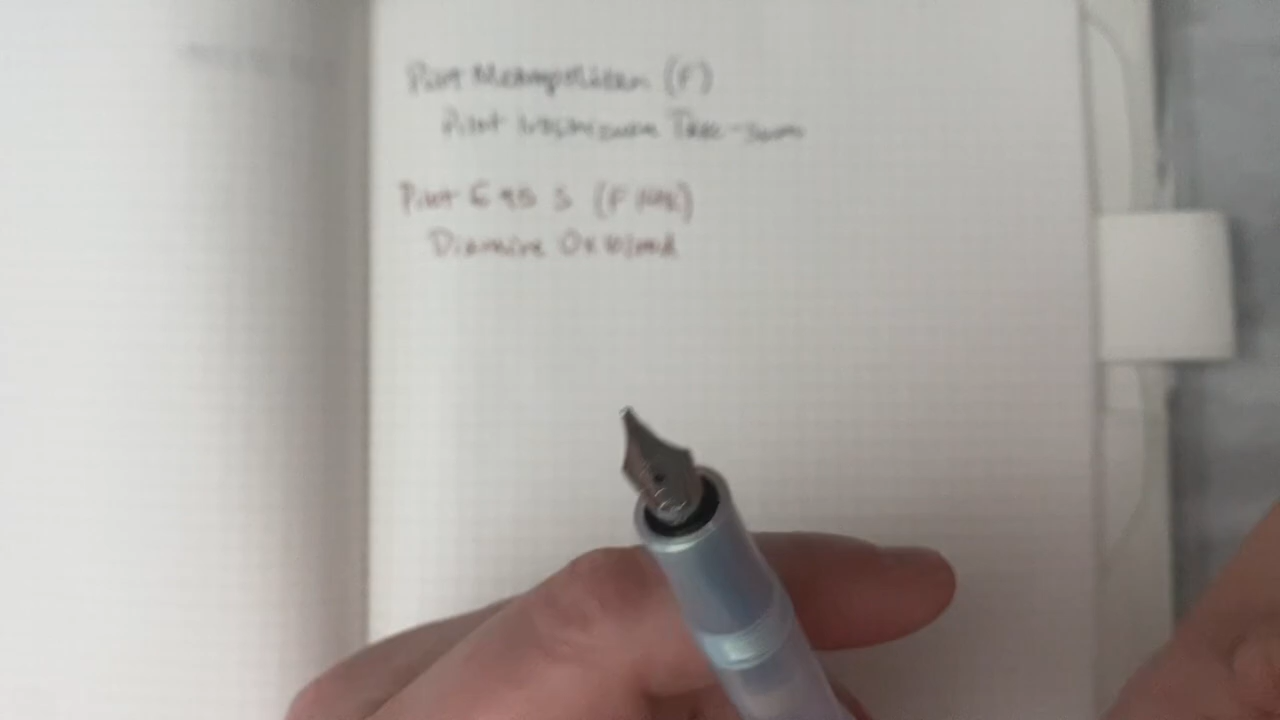 Pilot Metropolitan (F)
Pilot Iroshizuku Take-sumi
Pilot E95 S (F nib)
Diamine Oxblood